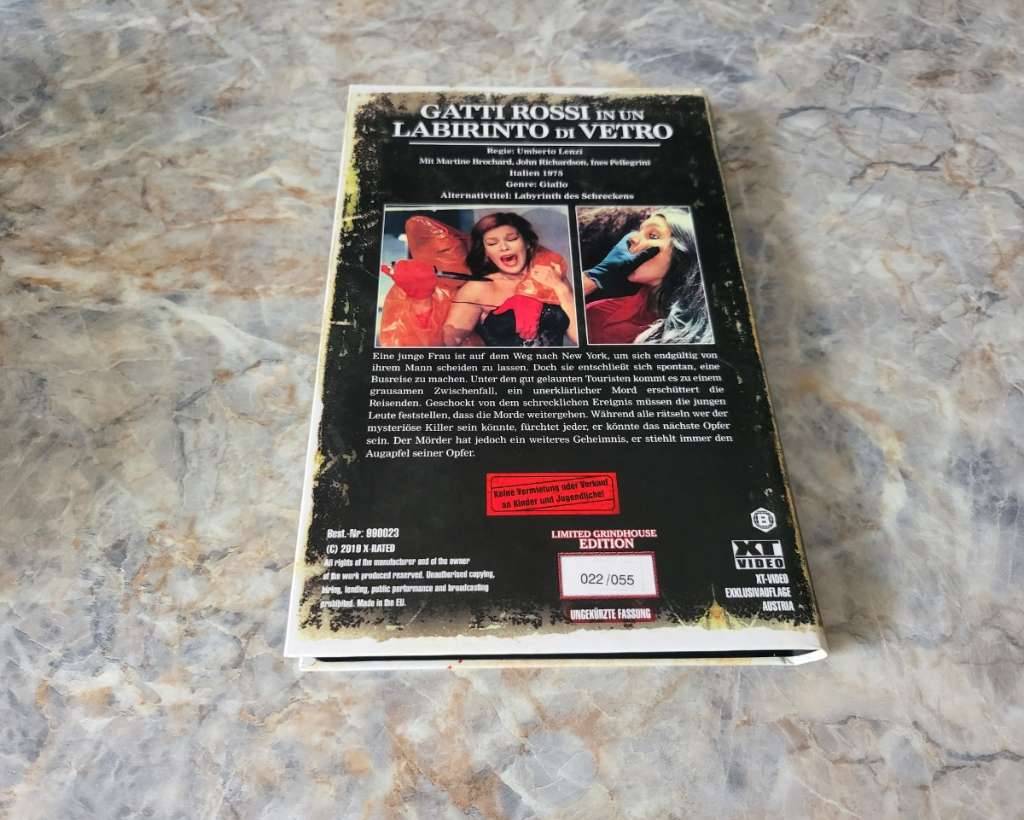 GATTI ROSSI IN UN
LABIRINTO DI VETRO
Regie: Umberto Lenzi
Mit Martine Brochard, John Richardson, Ines Pellegrini
Italien 1975
Genre: Giallo
Alternativtitel: Labyrinth des Schreckens
Eine junge Frau ist auf dem Weg nach New York, um sich endgültig von
ihrem Mann scheiden zu lassen. Doch sie entschließt sich spontan, eine
Busreise zu machen. Unter den gut gelaunten Touristen kommt es zu einem
grausamen Zwischenfall, ein unerklärlicher Mord erschüttert die
Reisenden. Geschockt von dem schrecklichen Ereignis müssen die jungen
Leute feststellen, dass die Morde weitergehen. Während alle rätseln wer der
mysteriöse Killer sein könnte, fürchtet jeder, er könnte das nächste Opfer
sein. Der Mörder hat jedoch ein weiteres Geheimnis, er stiehlt immer den
Augapfel seiner Opfer.
Keine Vermietung oder Verkauf
an Kinder und Jugendliche!
Best.-Nr: 990023
(C) 2019 X-RATED
All rights of the manufacturer and of the owner
of the work produced reserved. Unauthorised copying,
hiring, lending, public performance and broadcasting
prohibited. Made in the EU.
LIMITED GRINDHOUSE
EDITION
022/055
UNGEKÜRZTE FASSUNG
B
XT
VIDEO
XT-VIDEO
EXKLUSIVAUFLAGE
AUSTRIA